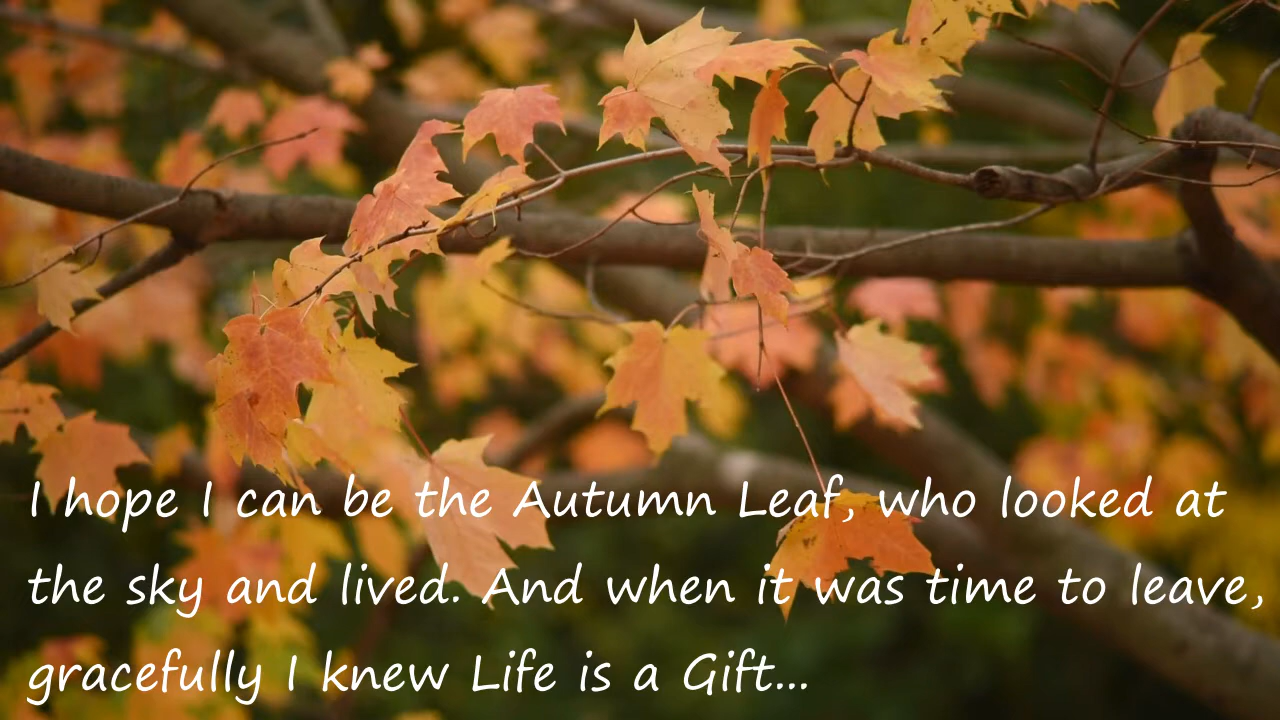 I hope I can be the Autumn Leaf, who looked at
the sky and lived. And when it was time to leave,
gracefully I knew Life is a Gift...